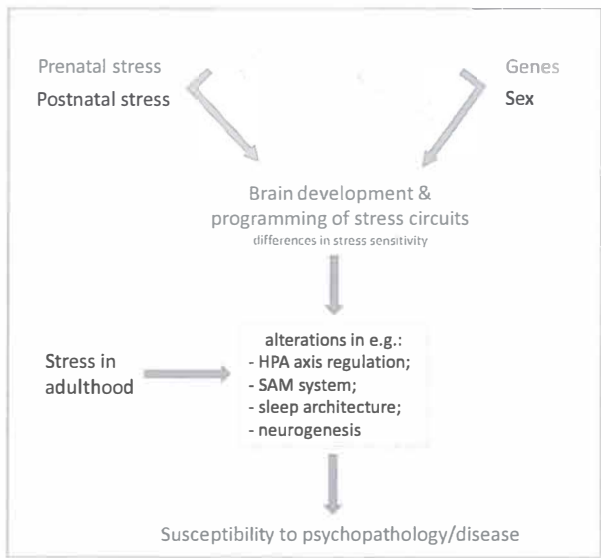 Prenatal stress
Postnatal stress
Genes
Sex
Brain development &
programming of stress circuits
differences in stress sensitivity
Stress in
adulthood
alterations in e.g.:
- HPA axis regulation;
- SAM system;
- sleep architecture;
- neurogenesis
Susceptibility to psychopathology/disease